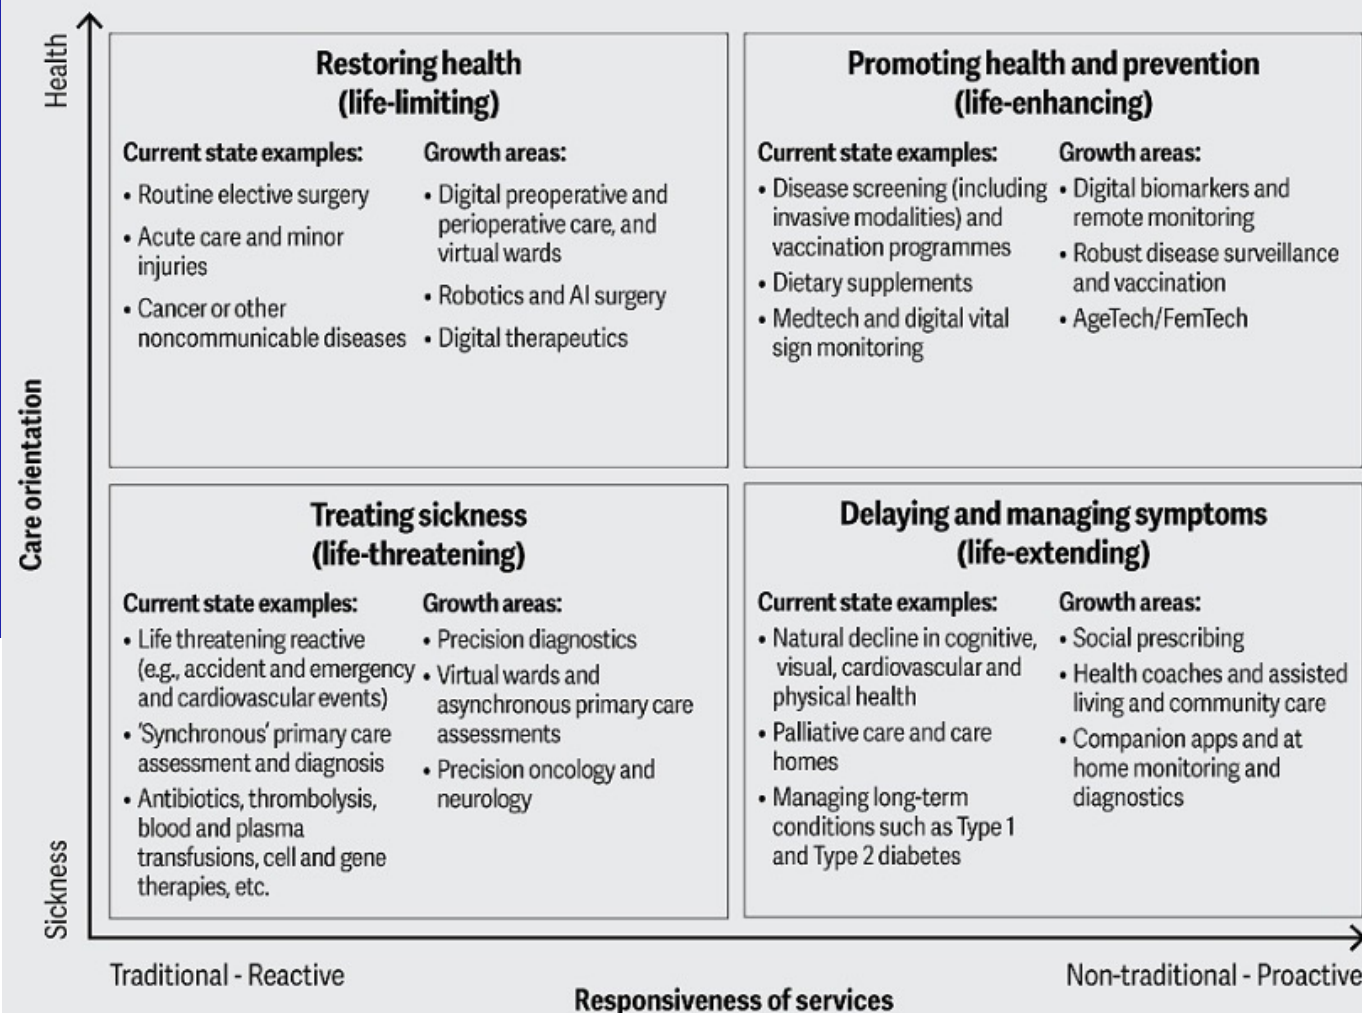 Health
Care orientation
Sickness
Restoring health
(life-limiting)
Current state examples:
• Routine elective surgery
• Acute care and minor
injuries
• Cancer or other
noncommunicable diseases
Growth areas:
• Digital preoperative and
perioperative care, and
virtual wards
• Robotics and AI surgery
• Digital therapeutics
Promoting health and prevention
(life-enhancing)
Current state examples:
• Disease screening (including
invasive modalities) and
vaccination programmes
• Dietary supplements
• Medtech and digital vital
sign monitoring
Growth areas:
• Digital biomarkers and
remote monitoring
• Robust disease surveillance
and vaccination
• AgeTech/FemTech
Treating sickness
(life-threatening)
Current state examples:
• Life threatening reactive
(e.g., accident and emergency
and cardiovascular events)
• 'Synchronous' primary care
assessment and diagnosis
• Antibiotics, thrombolysis,
blood and plasma
transfusions, cell and gene
therapies, etc.
Growth areas:
• Precision diagnostics
• Virtual wards and
asynchronous primary care
assessments
• Precision oncology and
neurology
Delaying and managing symptoms
(life-extending)
Current state examples:
• Natural decline in cognitive,
visual, cardiovascular and
physical health
• Palliative care and care
homes
• Managing long-term
conditions such as Type 1
and Type 2 diabetes
Growth areas:
• Social prescribing
• Health coaches and assisted
living and community care
• Companion apps and at
home monitoring and
diagnostics
Traditional - Reactive
Non-traditional - Proactive
Responsiveness of services